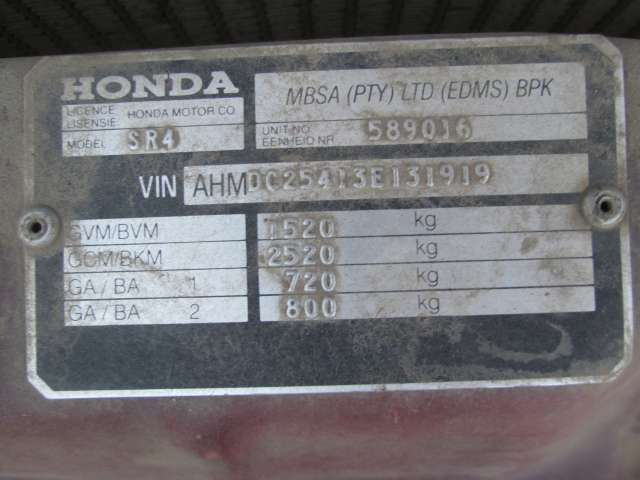 HONDA
LICENCE
LISENSIE HONDA MOTOR CO
MODEL SR4
MBSA (PTY) LTD (EDMS) BPK
UNIT NO.
EENHEID NR. 589016
VIN AHMDC25413E131919
GVM/BVM 1520 kg
GCM/BKM 2520 kg
GA / BA 1 720 kg
GA / BA 2 800 kg